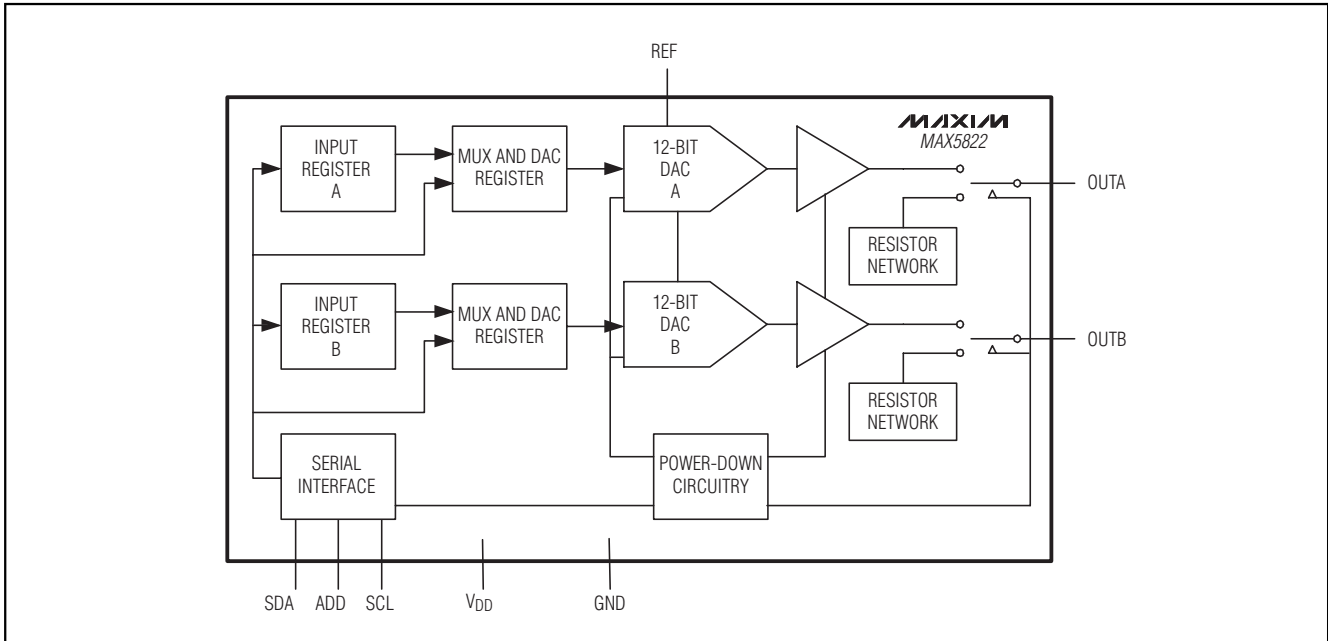 REF
MAXIM
MAX5822
INPUT
REGISTER
A
MUX AND DAC
REGISTER
12-BIT
DAC
A
OUTA
RESISTOR
NETWORK
INPUT
REGISTER
B
MUX AND DAC
REGISTER
12-BIT
DAC
B
OUTB
RESISTOR
NETWORK
SERIAL
INTERFACE
POWER-DOWN
CIRCUITRY
SDA
ADD
SCL
VDD
GND